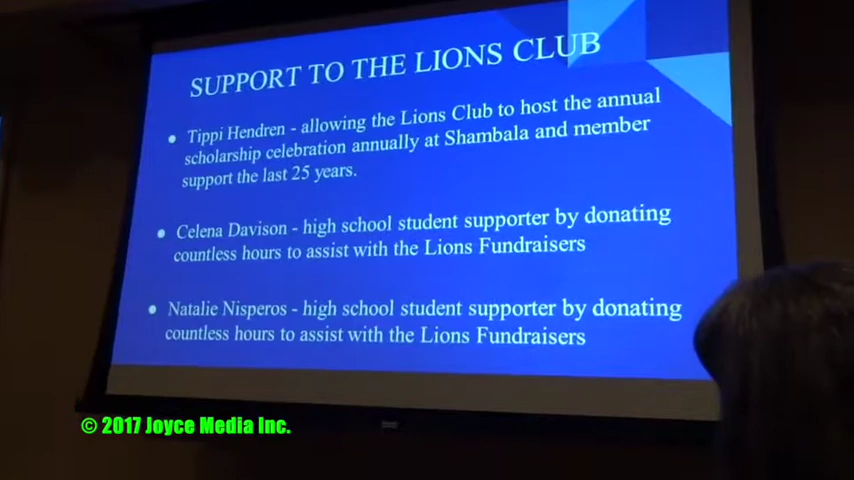 SUPPORT TO THE LIONS CLUB
● Tippi Hendren - allowing the Lions Club to host the annual
scholarship celebration annually at Shambala and member
support the last 25 years.
● Celena Davison - high school student supporter by donating
countless hours to assist with the Lions Fundraisers
● Natalie Nisperos - high school student supporter by donating
countless hours to assist with the Lions Fundraisers
© 2017 Joyce Media Inc.